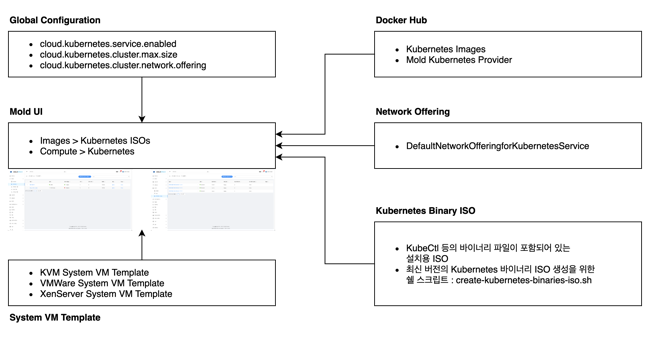 Global Configuration
cloud.kubernetes.service.enabled
cloud.kubernetes.cluster.max.size
cloud.kubernetes.cluster.network.offering
Mold UI
Images > Kubernetes ISOs
Compute > Kubernetes
KVM System VM Template
VMWare System VM Template
XenServer System VM Template
System VM Template
Docker Hub
Kubernetes Images
Mold Kubernetes Provider
Network Offering
DefaultNetworkOfferingforKubernetesService
Kubernetes Binary ISO
KubeCtl 등의 바이너리 파일이 포함되어 있는
설치용 ISO
최신 버전의 Kubernetes 바이너리 ISO 생성을 위한
쉘 스크립트 : create-kubernetes-binaries-iso.sh